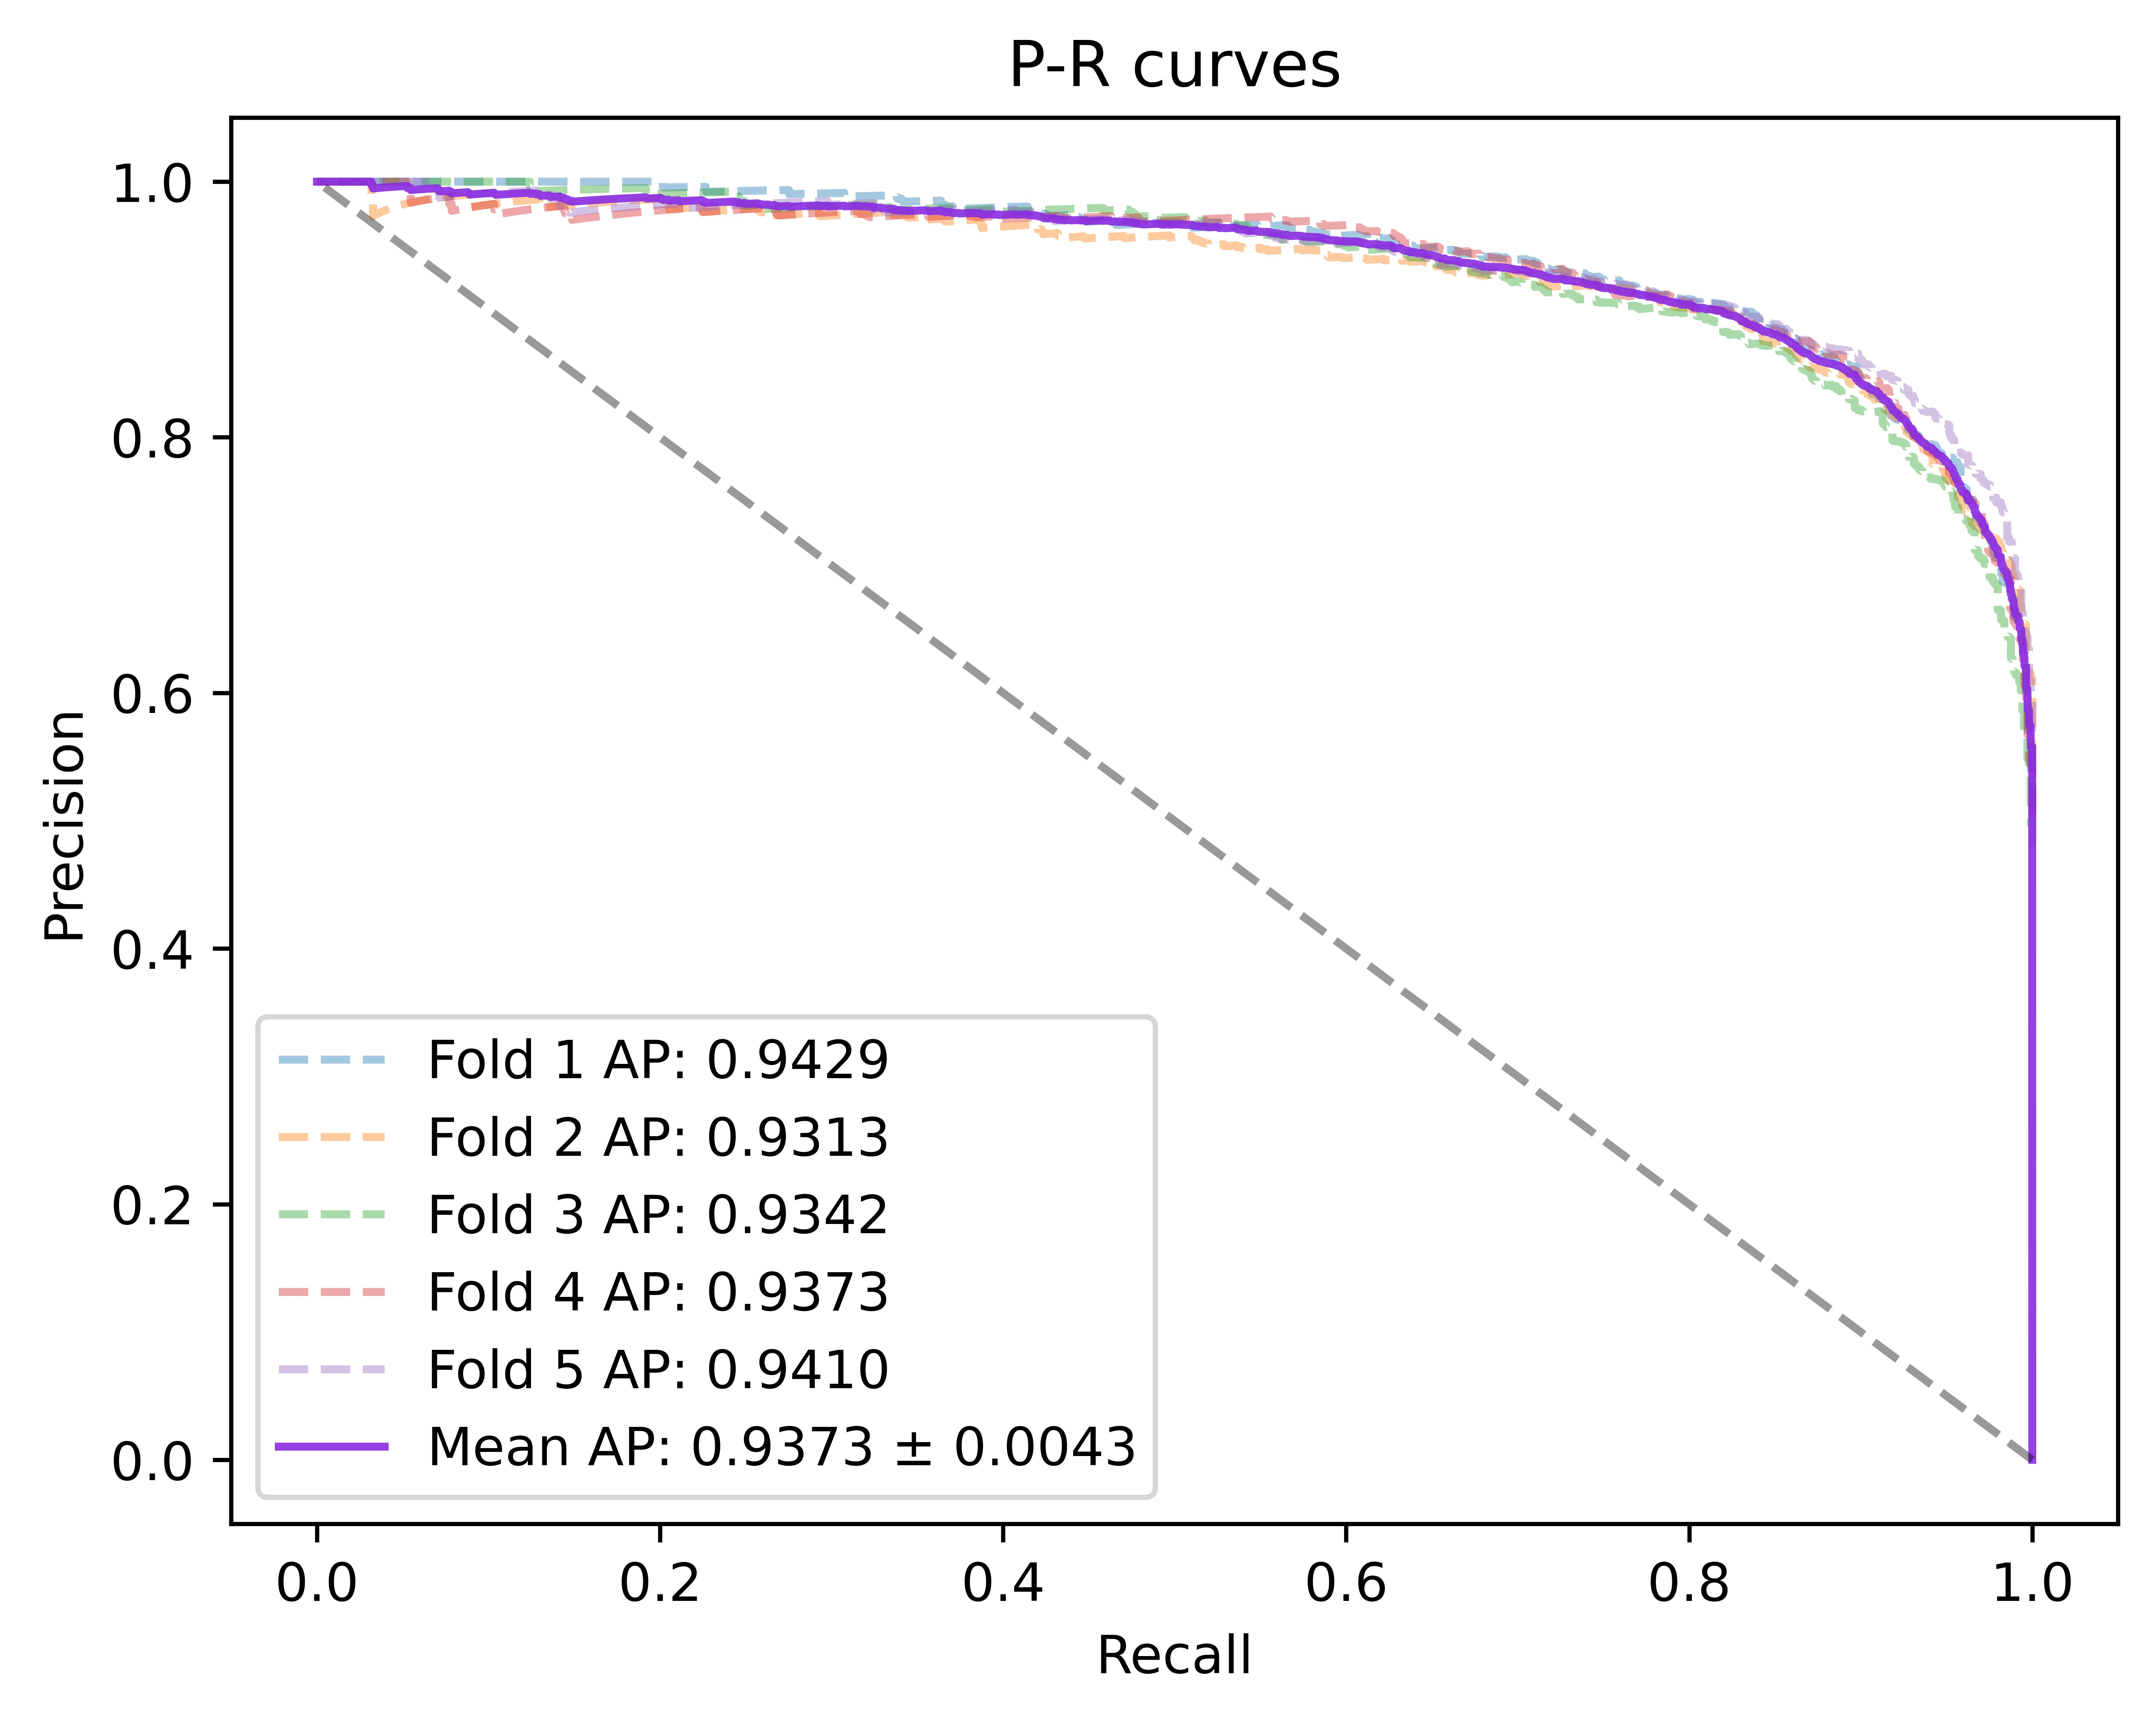 P-R curves
1.0
0.8
0.6
0.4
0.2
0.0
Precision
Fold 1 AP: 0.9429
Fold 2 AP: 0.9313
Fold 3 AP: 0.9342
Fold 4 AP: 0.9373
Fold 5 AP: 0.9410
Mean AP: 0.9373 ± 0.0043
0.0 0.2 0.4 0.6 0.8 1.0
Recall